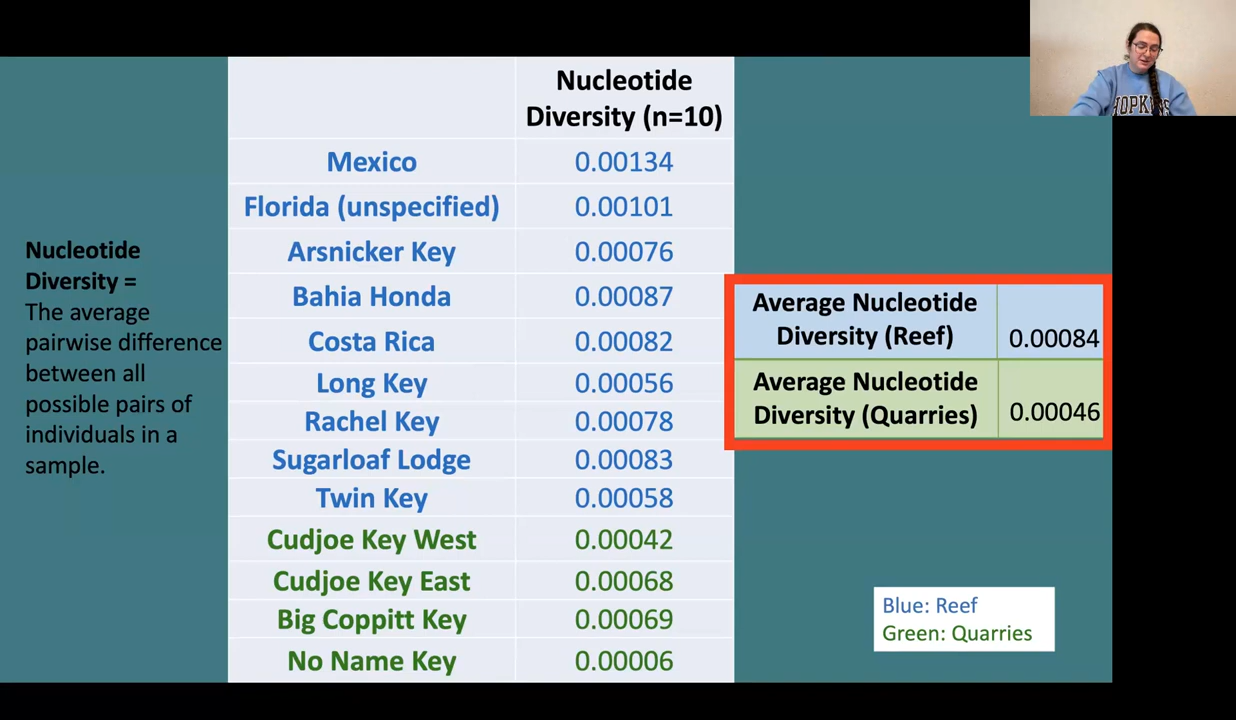 Nucleotide
Diversity (n=10)
Mexico 0.00134
Florida (unspecified) 0.00101
Arsnicker Key 0.00076
Bahia Honda 0.00087
Costa Rica 0.00082
Long Key 0.00056
Rachel Key 0.00078
Sugarloaf Lodge 0.00083
Twin Key 0.00058
Cudjoe Key West 0.00042
Cudjoe Key East 0.00068
Big Coppitt Key 0.00069
No Name Key 0.00006
Nucleotide
Diversity =
The average
pairwise difference
between all
possible pairs of
individuals in a
sample.
Average Nucleotide
Diversity (Reef) 0.00084
Average Nucleotide
Diversity (Quarries) 0.00046
Blue: Reef
Green: Quarries